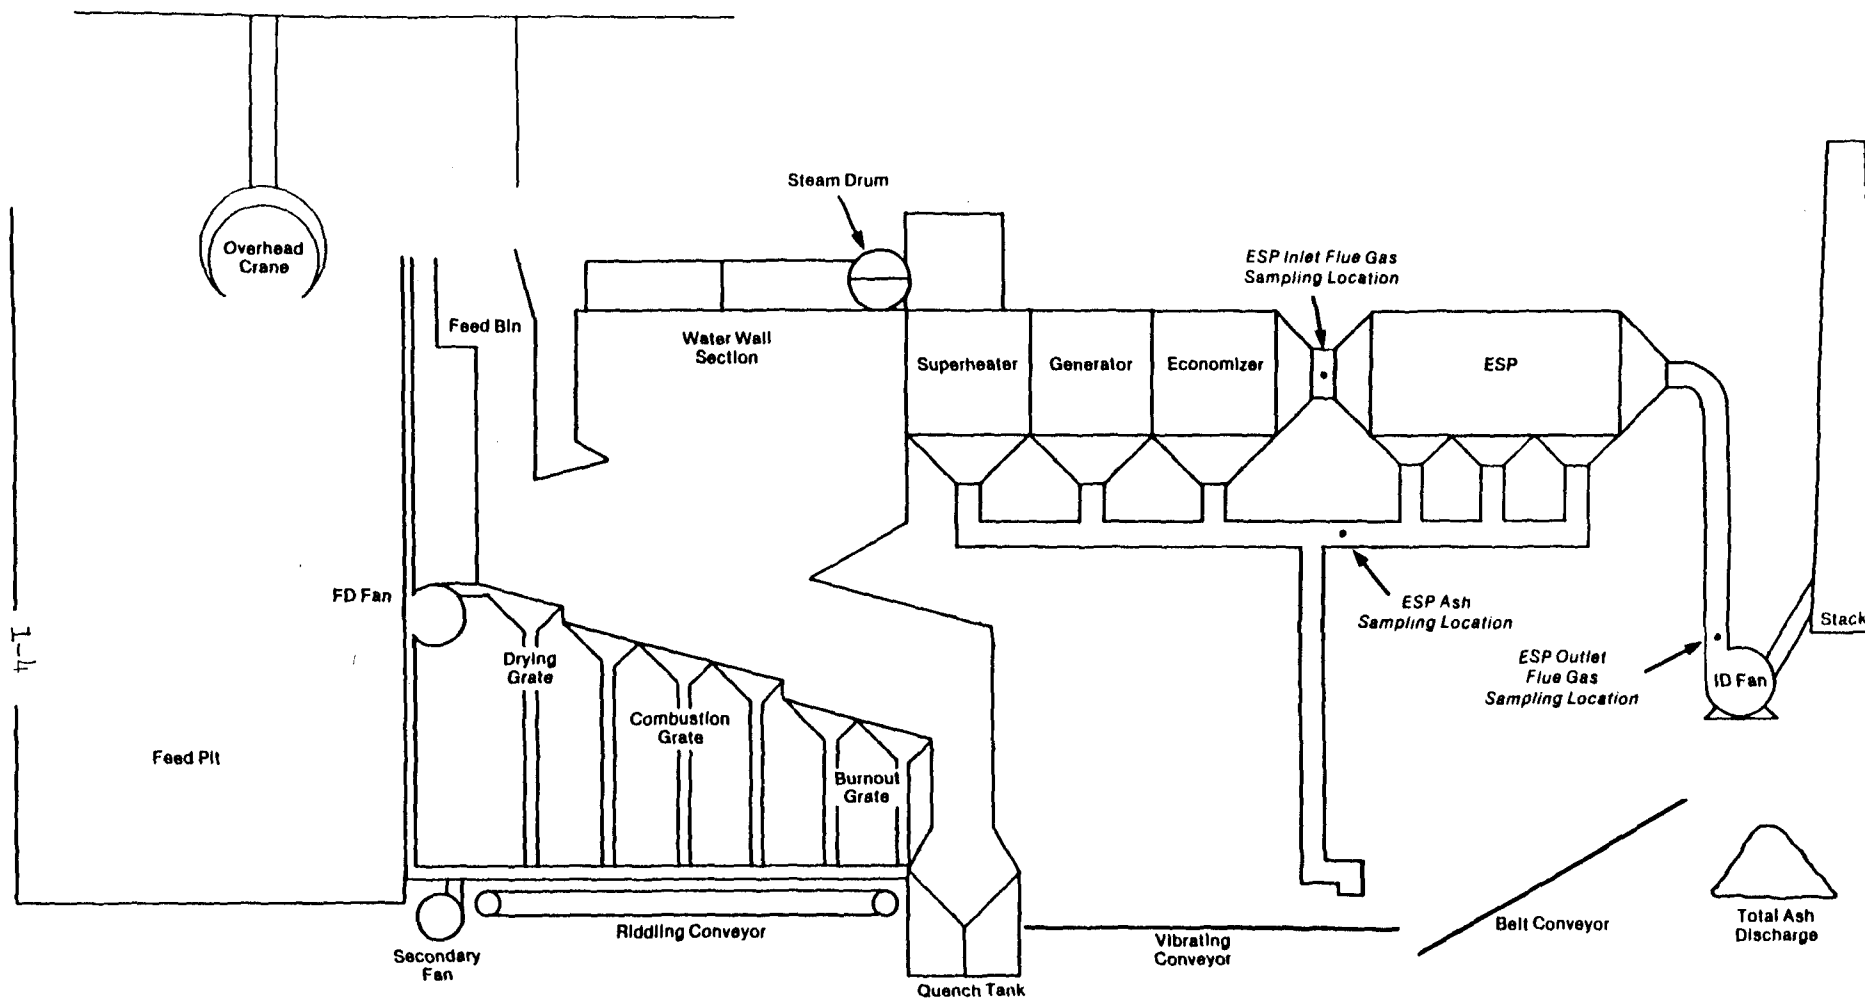 Steam Drum
Overhead
Crane
ESP Inlet Flue Gas
Sampling Location
Feed Bin
Water Wall
Section
Superheater
Generator
Economizer
ESP
FD Fan
ESP Ash
Sampling Location
Stack
I-4
Drying
Grate
ESP Outlet
Flue Gas
Sampling Location
ID Fan
Combustion
Grate
Feed Pit
Burnout
Grate
Riddling Conveyor
Secondary
Fan
Quench Tank
Vibrating
Conveyor
Belt Conveyor
Total Ash
Discharge